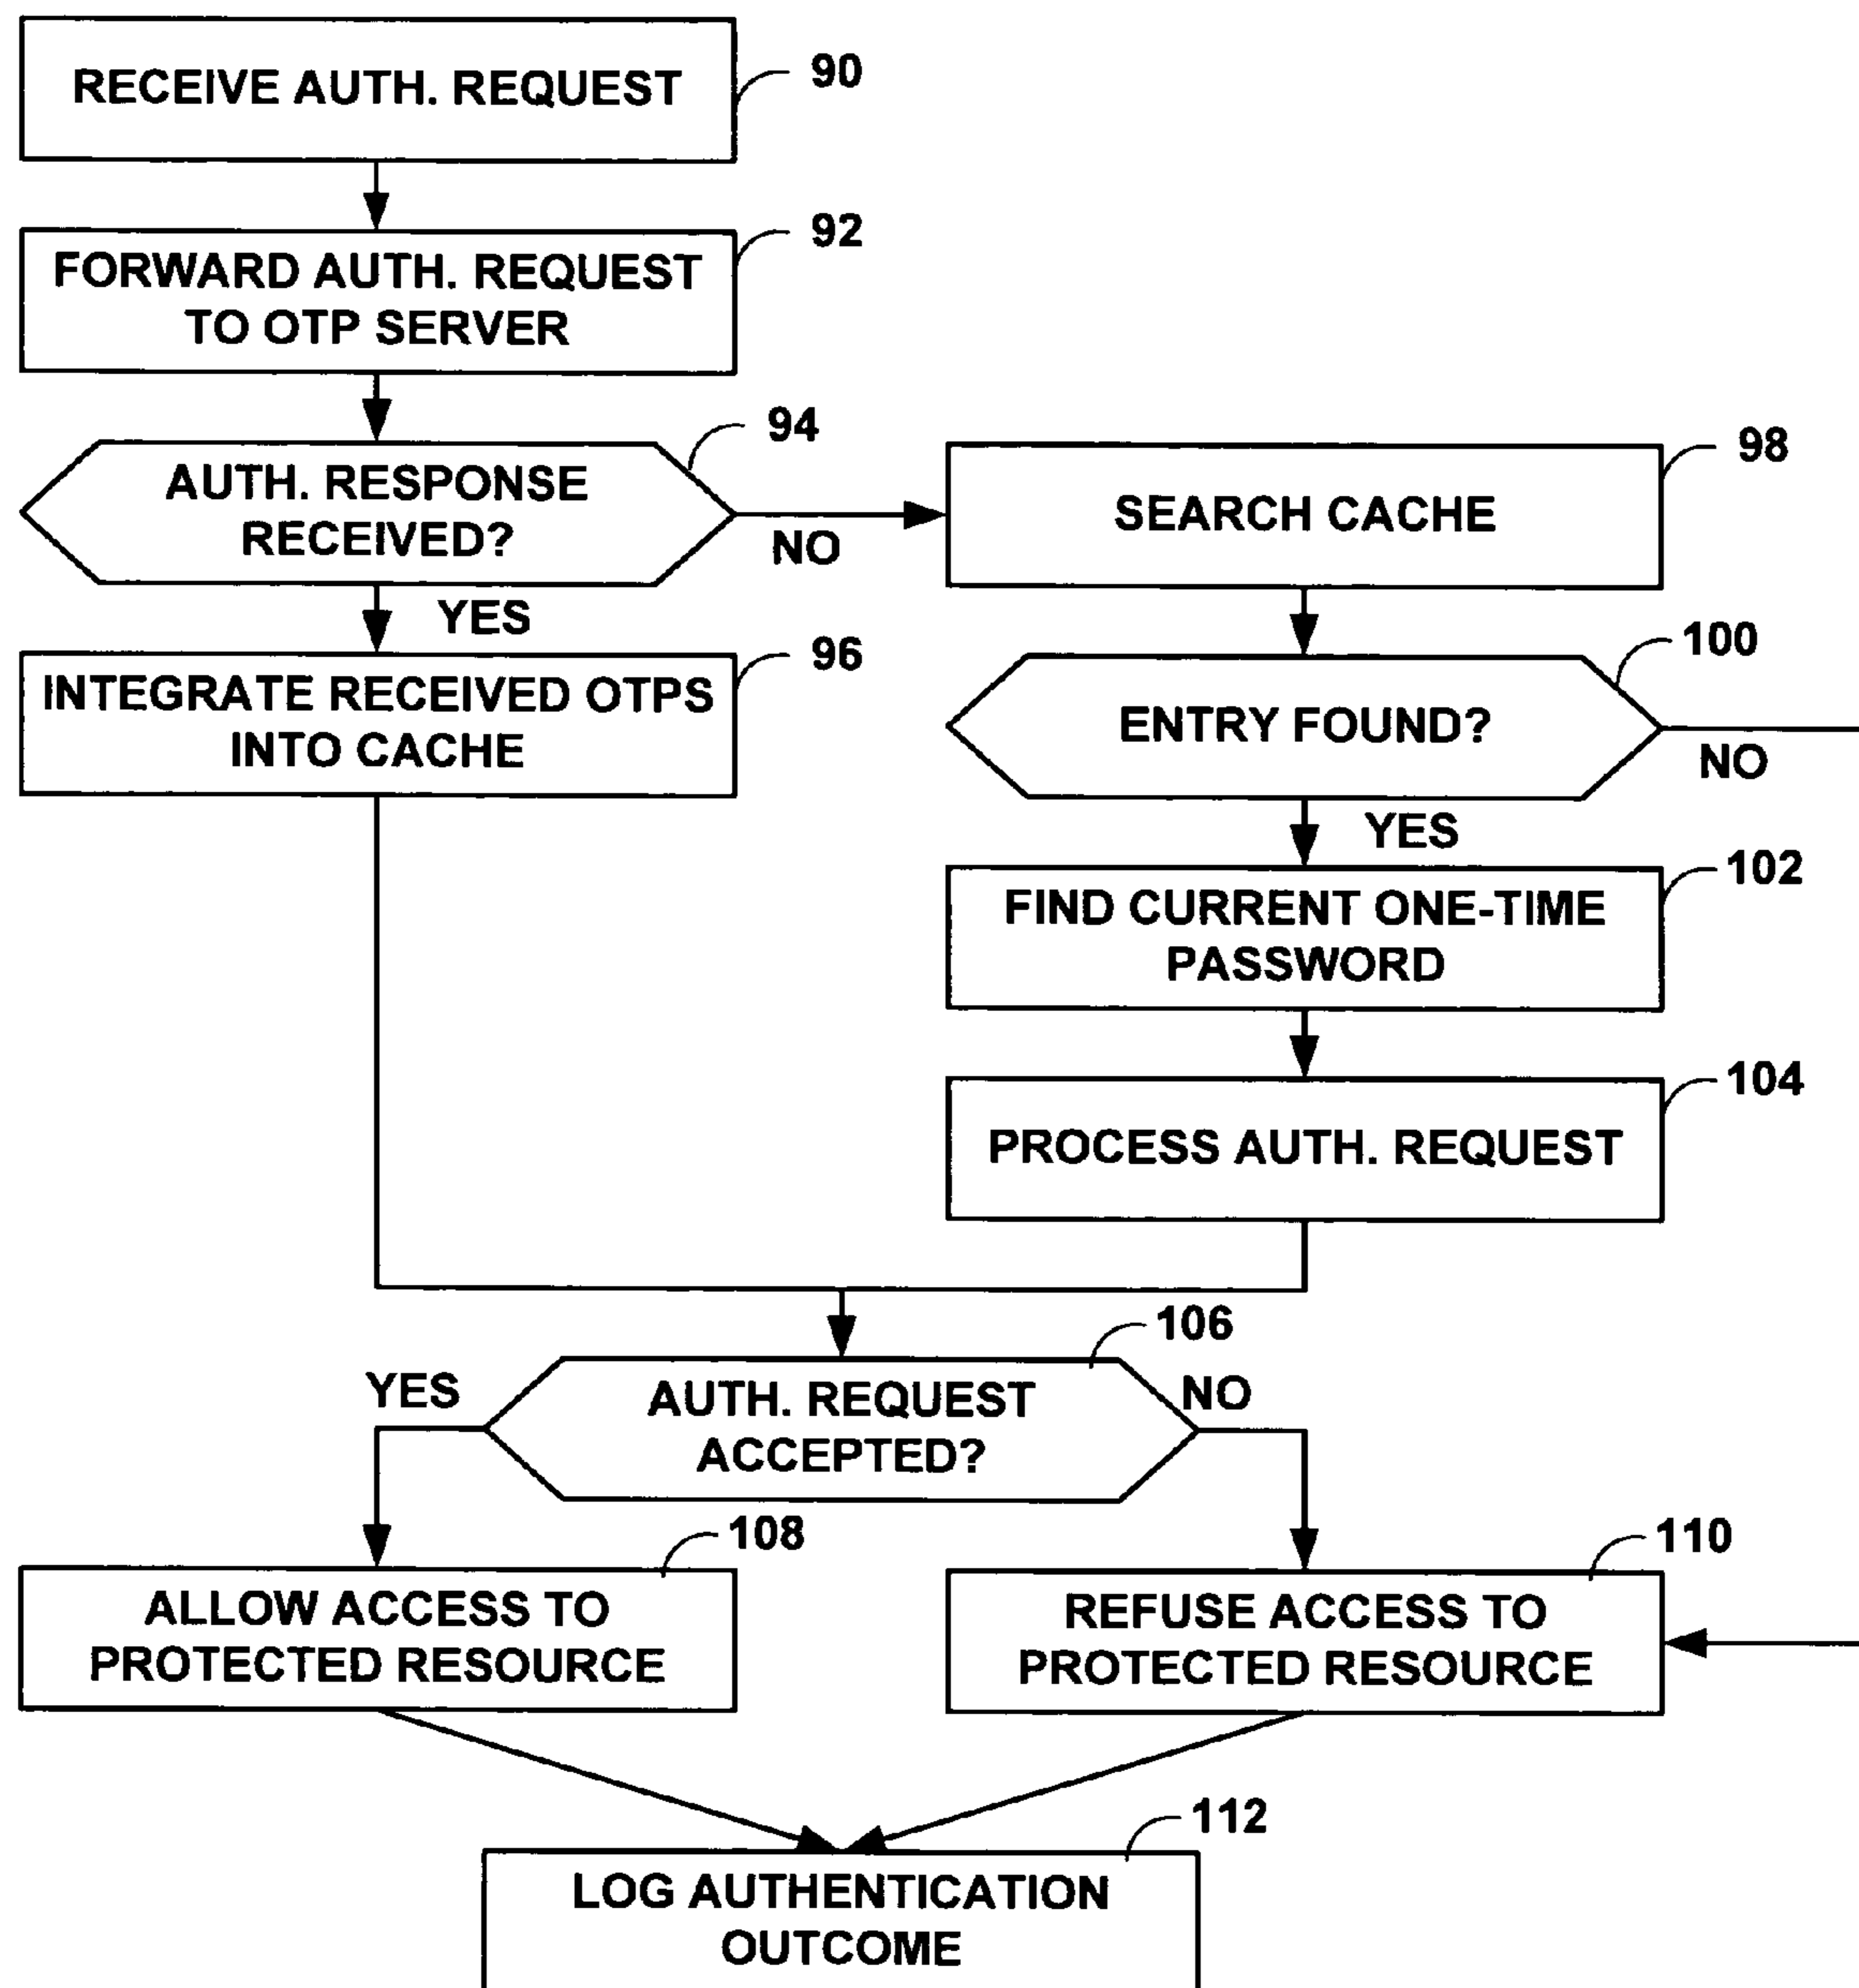 RECEIVE AUTH. REQUEST
90
FORWARD AUTH. REQUEST
TO OTP SERVER
92
AUTH. RESPONSE
RECEIVED?
94
NO
YES
INTEGRATE RECEIVED OTPS
INTO CACHE
96
SEARCH CACHE
98
ENTRY FOUND?
100
NO
YES
FIND CURRENT ONE-TIME
PASSWORD
102
PROCESS AUTH. REQUEST
104
AUTH. REQUEST
ACCEPTED?
106
YES
NO
ALLOW ACCESS TO
PROTECTED RESOURCE
108
REFUSE ACCESS TO
PROTECTED RESOURCE
110
LOG AUTHENTICATION
OUTCOME
112